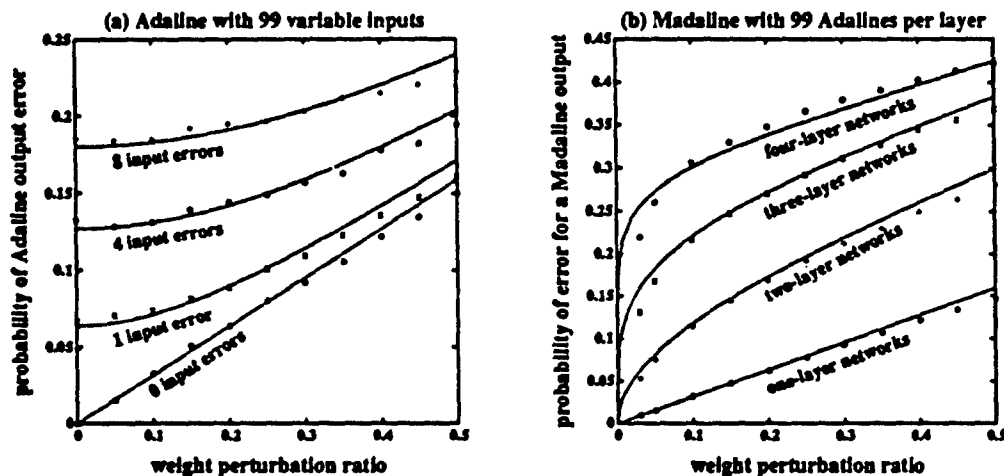 (a) Adaline with 99 variable inputs
probability of Adaline output error
0.25
0.2
0.15
0.1
0.05
0
8 input errors
4 input errors
1 input error
0 input errors
0 0.1 0.2 0.3 0.4 0.5
weight perturbation ratio
(b) Madaline with 99 Adalines per layer
probability of error for a Madaline output
0.45
0.4
0.35
0.3
0.25
0.2
0.15
0.1
0.05
0
four-layer networks
three-layer networks
two-layer networks
one-layer networks
0 0.1 0.2 0.3 0.4 0.5
weight perturbation ratio